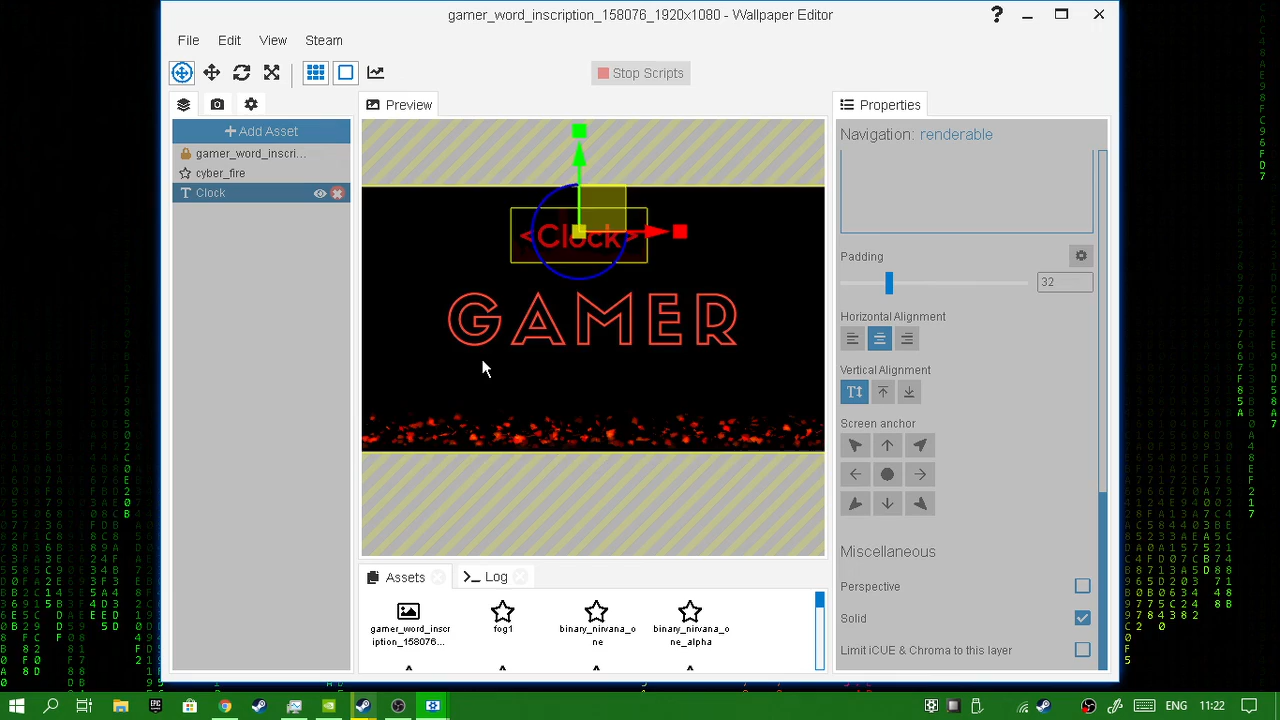 gamer_word_inscription_158076_1920x1080 - Wallpaper Editor
File Edit View Steam
Stop Scripts
Preview
Properties
Add Asset
gamer_word_inscri...
cyber_fire
Clock
Navigation: renderable
<Clock>
GAMER
Padding
32
Horizontal Alignment
Vertical Alignment
Screen anchor
Miscellaneous
Perspective
Solid
Limit iCUE & Chroma to this layer
Assets
Log
gamer_word_inscr
iption_158076...
fog1
binary_nirvana_o
ne
binary_nirvana_o
ne_alpha
EPIC
ENG 11:22